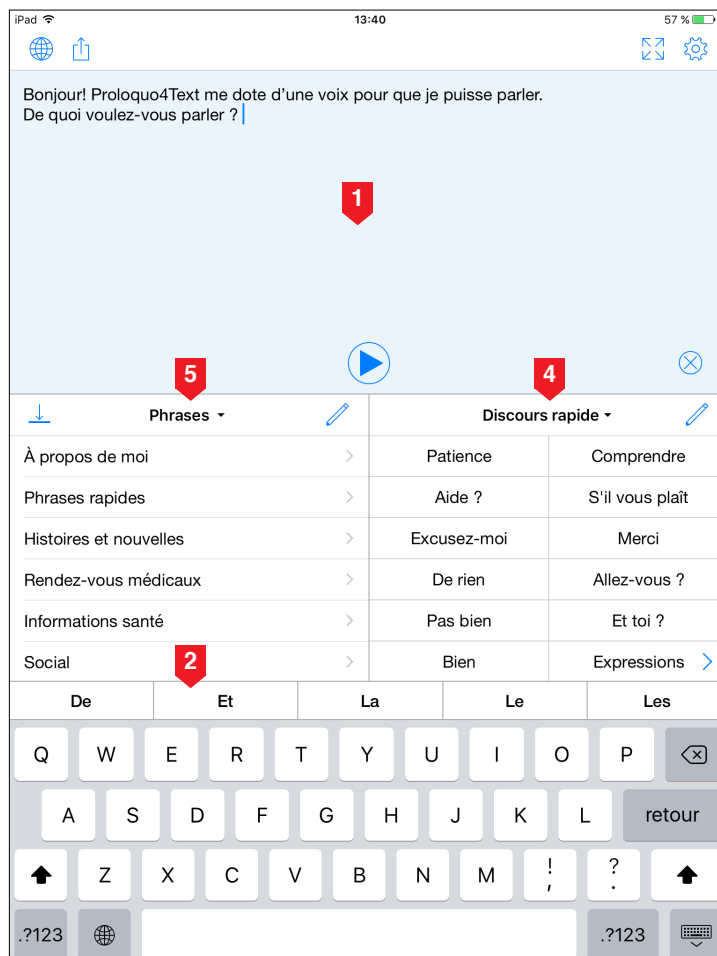 iPad 13:40 57 %
Bonjour! Proloquo4Text me dote d'une voix pour que je puisse parler.
De quoi voulez-vous parler ?
1
5
4
Phrases
Discours rapide
À propos de moi
Patience
Comprendre
Phrases rapides
Aide ?
S'il vous plaît
Histoires et nouvelles
Excusez-moi
Merci
Rendez-vous médicaux
De rien
Allez-vous ?
Informations santé
Pas bien
Et toi ?
Social
2
Bien
Expressions
De Et La Le Les
Q W E R T Y U I O P
A S D F G H J K L retour
Z X C V B N M ! , ? .
.?123 .?123